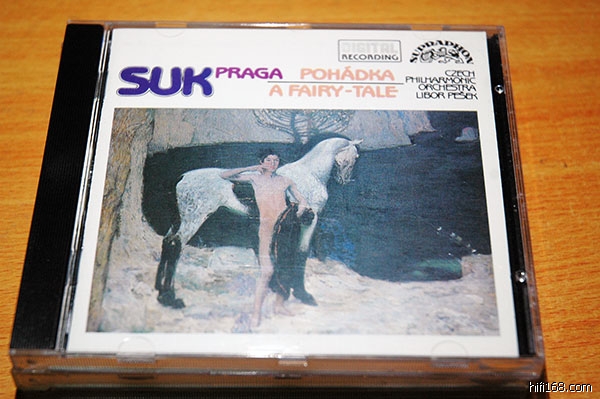 DIGITAL
RECORDING
SUPRAPHON
SUK PRAGA POHÁDKA
A FAIRY-TALE
CZECH
PHILHARMONIC
ORCHESTRA
LIBOR PEŠEK
hifi168.com